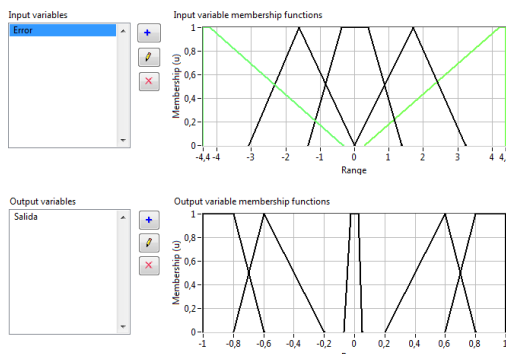 Input variables
Error
Input variable membership functions
Membership (u)
1
0,8
0,6
0,4
0,2
0
-4,4 -4 -3 -2 -1 0 1 2 3 4 4,
Range
Output variables
Salida
Output variable membership functions
Membership (u)
1
0,8
0,6
0,4
0,2
0
-1 -0,8 -0,6 -0,4 -0,2 0 0,2 0,4 0,6 0,8 1